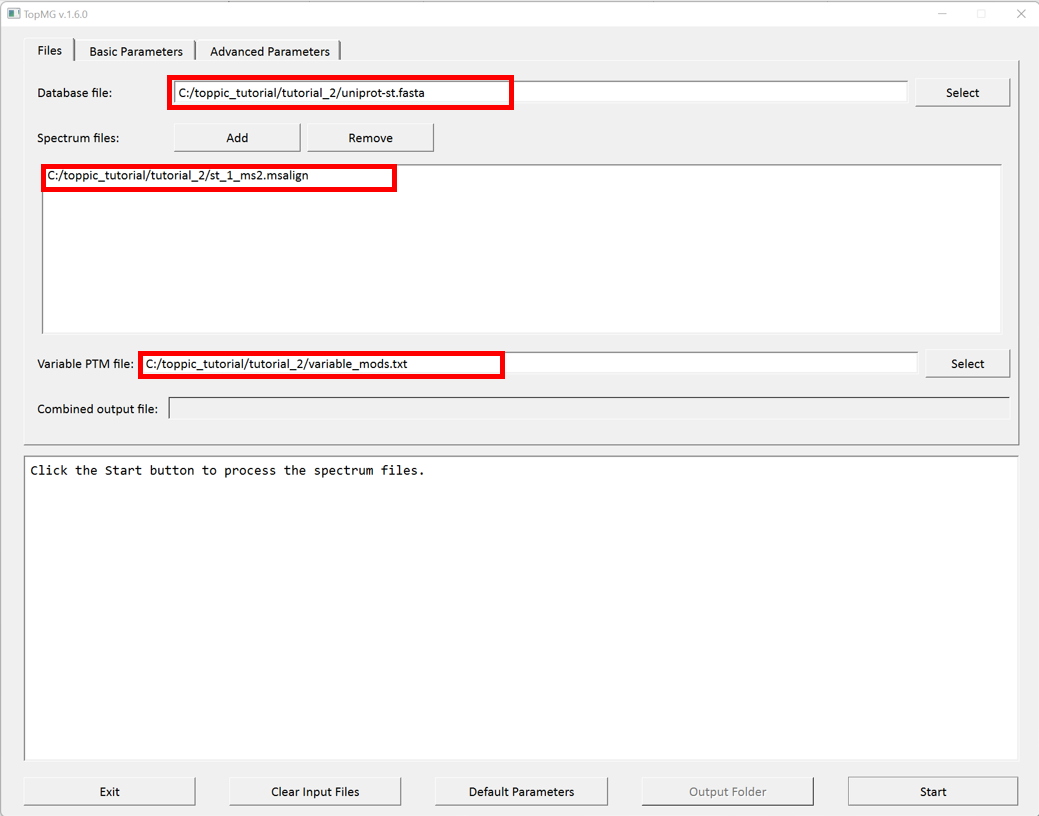 TopMG v.1.6.0
Files Basic Parameters Advanced Parameters
Database file: C:/toppic_tutorial/tutorial_2/uniprot-st.fasta Select
Spectrum files: Add Remove
C:/toppic_tutorial/tutorial_2/st_1_ms2.msalign
Variable PTM file: C:/toppic_tutorial/tutorial_2/variable_mods.txt Select
Combined output file:
Click the Start button to process the spectrum files.
Exit Clear Input Files Default Parameters Output Folder Start